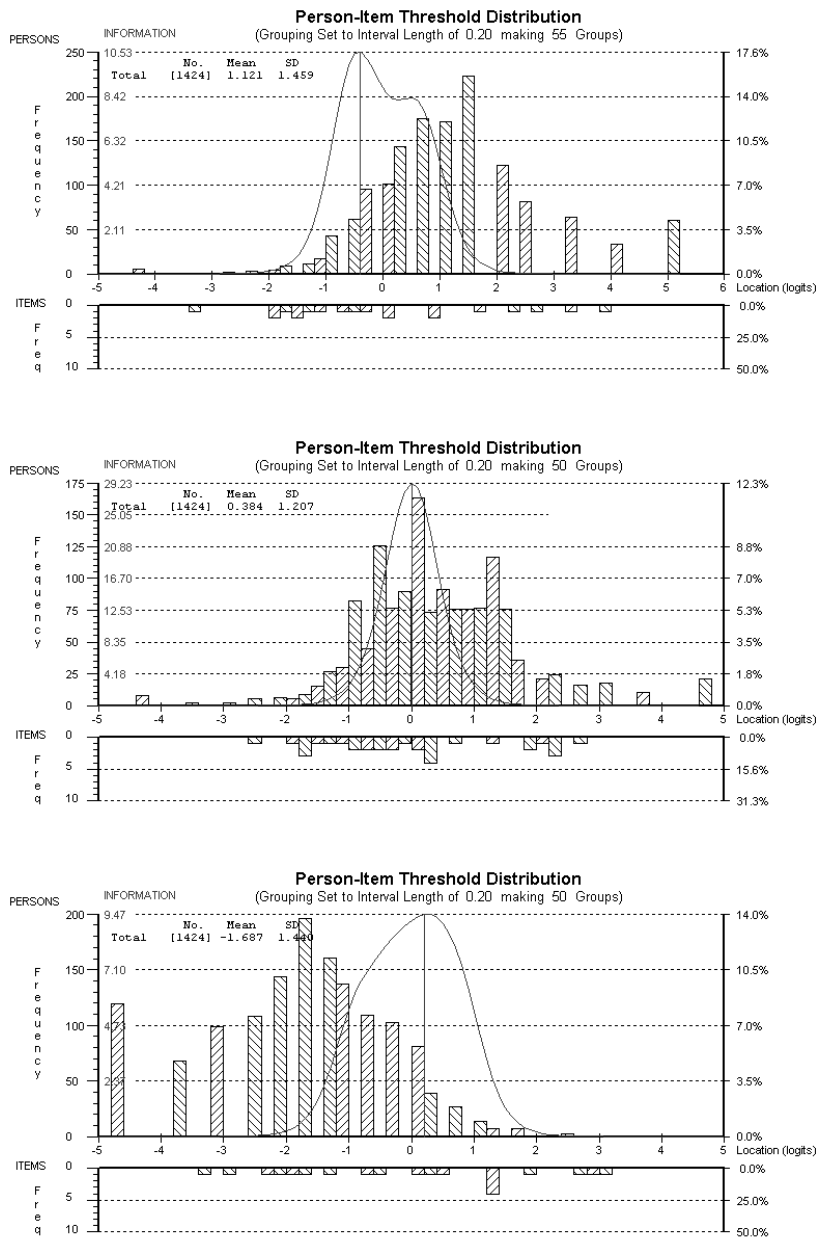 Person-Item Threshold Distribution
PERSONS INFORMATION (Grouping Set to Interval Length of 0.20 making 55 Groups)
250 10.53 17.6%
No. Mean SD
Total [1424] 1.121 1.459
200 8.42 14.0%
150 6.32 10.5%
Frequency
100 4.21 7.0%
50 2.11 3.5%
0 0.0%
-5 -4 -3 -2 -1 0 1 2 3 4 5 6 Location (logits)
ITEMS 0 0.0%
Freq
5 25.0%
10 50.0%
Person-Item Threshold Distribution
PERSONS INFORMATION (Grouping Set to Interval Length of 0.20 making 50 Groups)
175 29.23 12.3%
No. Mean SD
Total [1424] 0.384 1.207
150 25.05
125 20.88 8.8%
100 16.70 7.0%
Frequency
75 12.53 5.3%
50 8.35 3.5%
25 4.18 1.8%
0 0.0%
-5 -4 -3 -2 -1 0 1 2 3 4 5 Location (logits)
ITEMS 0 0.0%
Freq
5 15.6%
10 31.3%
Person-Item Threshold Distribution
PERSONS INFORMATION (Grouping Set to Interval Length of 0.20 making 50 Groups)
200 9.47 14.0%
No. Mean SD
Total [1424] -1.687 1.440
150 7.10 10.5%
Frequency
100 4.73 7.0%
50 2.37 3.5%
0 0.0%
-5 -4 -3 -2 -1 0 1 2 3 4 5 Location (logits)
ITEMS 0 0.0%
Freq
5 25.0%
10 50.0%